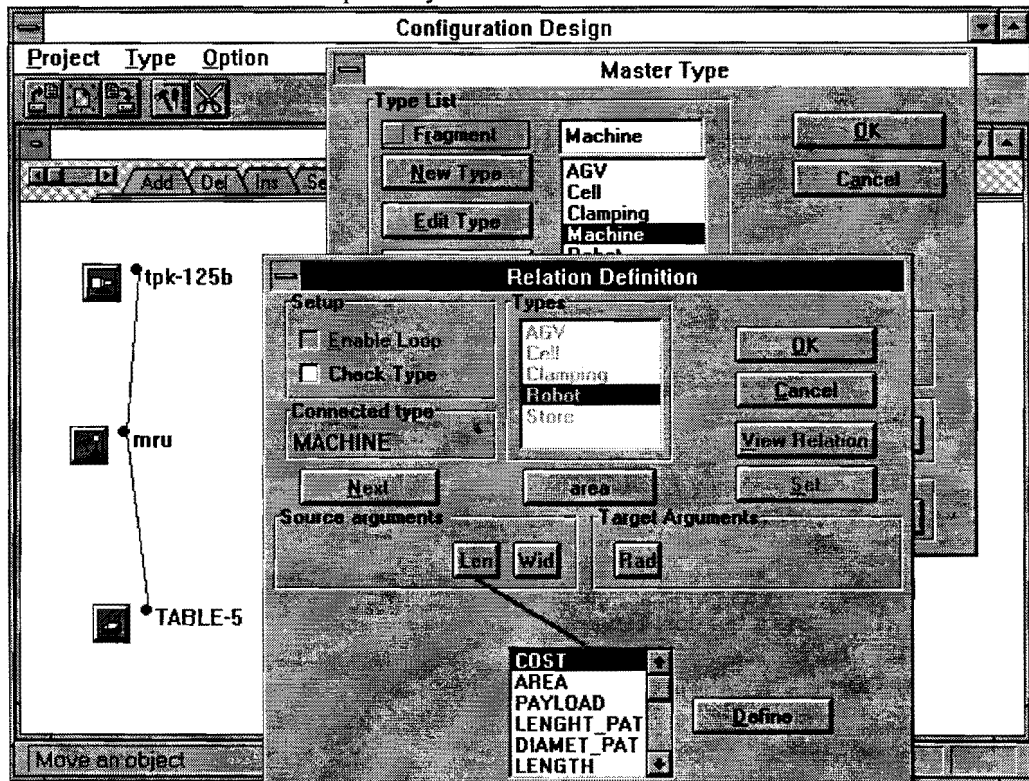 Configuration Design
Project Type Option
Master Type
Type List
Fragment
Machine
OK
New Type
AGV
Cell
Clamping
Machine
Robot
Cancel
Edit Type
Add Del Ins
tpk-125b
mru
TABLE-5
Relation Definition
Setup
Enable Loop
Check Type
Types
AGV
Cell
Clamping
Robot
Store
OK
Cancel
Connected type
MACHINE
View Relation
Next
area
Set
Source arguments
Target Arguments
Len Wid Rad
COST
AREA
PAYLOAD
LENGHT_PAT
DIAMET_PAT
LENGTH
Define
Move an object